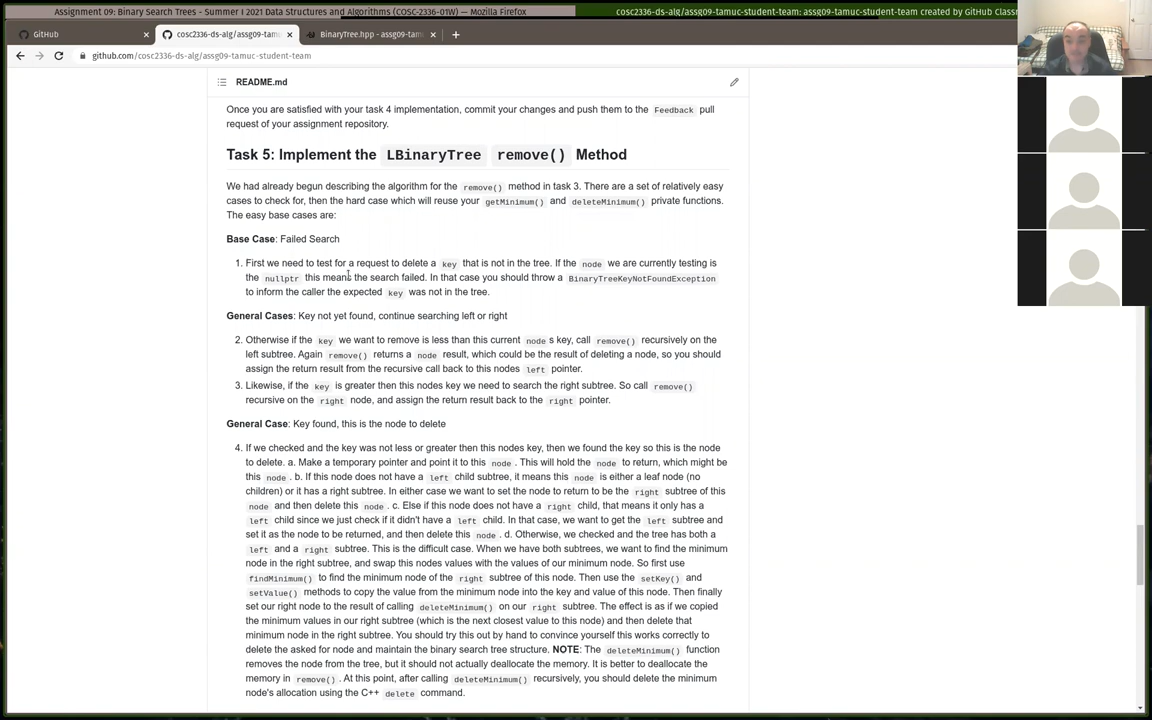 Assignment 09: Binary Search Trees - Summer I 2021 Data Structures and Algorithms (COSC-2336-01W) — Mozilla Firefox
cosc2336-ds-alg/assg09-tamuc-student-team: assg09-tamuc-student-team created by GitHub Classr
GitHub
cosc2336-ds-alg/assg09-tamu
BinaryTree.hpp - assg09-tamu
github.com/cosc2336-ds-alg/assg09-tamuc-student-team
README.md
Once you are satisfied with your task 4 implementation, commit your changes and push them to the Feedback pull
request of your assignment repository.
Task 5: Implement the LBinaryTree remove() Method
We had already begun describing the algorithm for the remove() method in task 3. There are a set of relatively easy
cases to check for, then the hard case which will reuse your getMinimum() and deleteMinimum() private functions.
The easy base cases are:
Base Case: Failed Search
1. First we need to test for a request to delete a key that is not in the tree. If the node we are currently testing is
the nullptr this means the search failed. In that case you should throw a BinaryTreeKeyNotFoundException
to inform the caller the expected key was not in the tree.
General Cases: Key not yet found, continue searching left or right
2. Otherwise if the key we want to remove is less than this current node s key, call remove() recursively on the
left subtree. Again remove() returns a node result, which could be the result of deleting a node, so you should
assign the return result from the recursive call back to this nodes left pointer.
3. Likewise, if the key is greater then this nodes key we need to search the right subtree. So call remove()
recursive on the right node, and assign the return result back to the right pointer.
General Case: Key found, this is the node to delete
4. If we checked and the key was not less or greater then this nodes key, then we found the key so this is the node
to delete. a. Make a temporary pointer and point it to this node . This will hold the node to return, which might be
this node . b. If this node does not have a left child subtree, it means this node is either a leaf node (no
children) or it has a right subtree. In either case we want to set the node to return to be the right subtree of this
node and then delete this node . c. Else if this node does not have a right child, that means it only has a
left child since we just check if it didn't have a left child. In that case, we want to get the left subtree and
set it as the node to be returned, and then delete this node . d. Otherwise, we checked and the tree has both a
left and a right subtree. This is the difficult case. When we have both subtrees, we want to find the minimum
node in the right subtree, and swap this nodes values with the values of our minimum node. So first use
findMinimum() to find the minimum node of the right subtree of this node. Then use the setKey() and
setValue() methods to copy the value from the minimum node into the key and value of this node. Then finally
set our right node to the result of calling deleteMinimum() on our right subtree. The effect is as if we copied
the minimum values in our right subtree (which is the next closest value to this node) and then delete that
minimum node in the right subtree. You should try this out by hand to convince yourself this works correctly to
delete the asked for node and maintain the binary search tree structure. NOTE: The deleteMinimum() function
removes the node from the tree, but it should not actually deallocate the memory. It is better to deallocate the
memory in remove() . At this point, after calling deleteMinimum() recursively, you should delete the minimum
node's allocation using the C++ delete command.